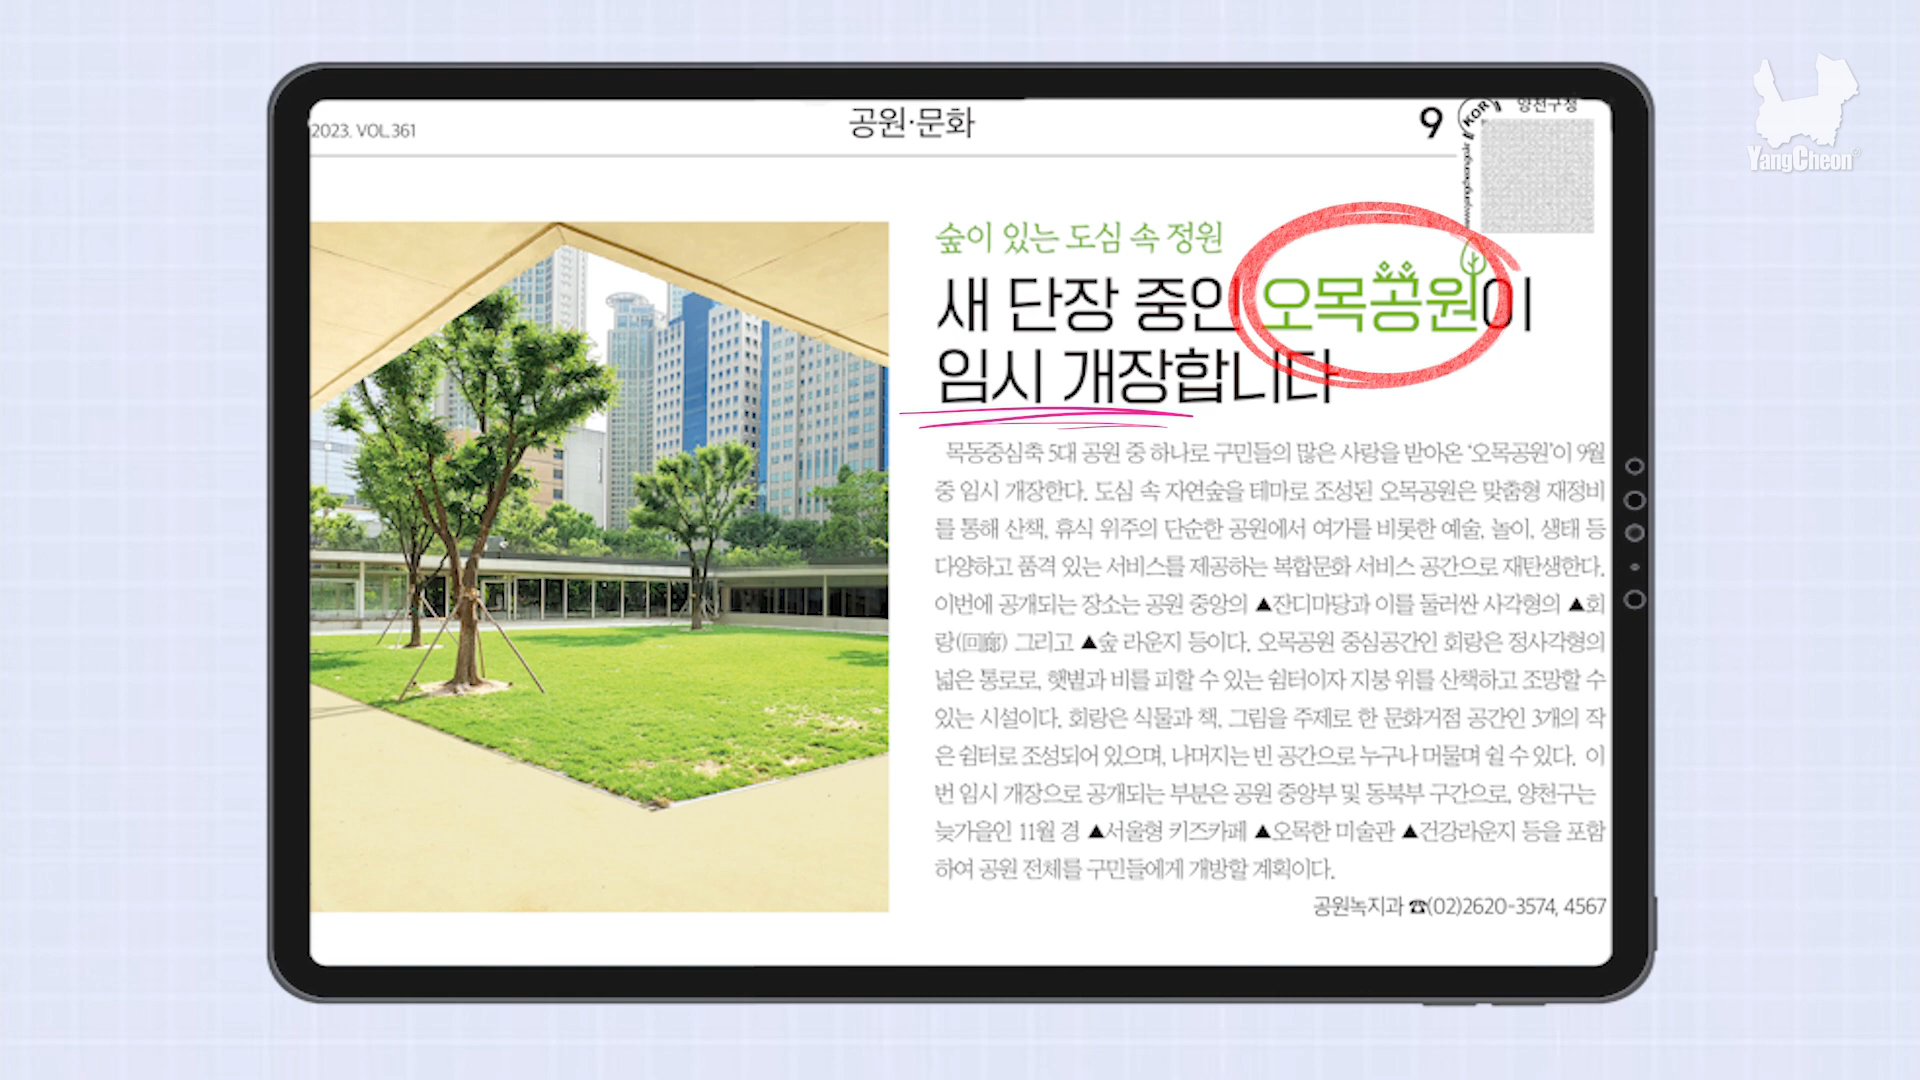 YangCheon
2023. VOL.361
공원·문화
9
KOR
양천구청
www.yangcheon.go.kr
숲이 있는 도심 속 정원
새 단장 중인 오목공원이
임시 개장합니다
목동중심축 5대 공원 중 하나로 구민들의 많은 사랑을 받아온 ‘오목공원’이 9월
중 임시 개장한다. 도심 속 자연숲을 테마로 조성된 오목공원은 맞춤형 재정비
를 통해 산책, 휴식 위주의 단순한 공원에서 여가를 비롯한 예술, 놀이, 생태 등
다양하고 품격 있는 서비스를 제공하는 복합문화 서비스 공간으로 재탄생한다.
이번에 공개되는 장소는 공원 중앙의 ▲잔디마당과 이를 둘러싼 사각형의 ▲회
랑(回廊) 그리고 ▲숲 라운지 등이다. 오목공원 중심공간인 회랑은 정사각형의
넓은 통로로, 햇볕과 비를 피할 수 있는 쉼터이자 지붕 위를 산책하고 조망할 수
있는 시설이다. 회랑은 식물과 책, 그림을 주제로 한 문화거점 공간인 3개의 작
은 쉼터로 조성되어 있으며, 나머지는 빈 공간으로 누구나 머물며 쉴 수 있다. 이
번 임시 개장으로 공개되는 부분은 공원 중앙부 및 동북부 구간으로, 양천구는
늦가을인 11월 경 ▲서울형 키즈카페 ▲오목한 미술관 ▲건강라운지 등을 포함
하여 공원 전체를 구민들에게 개방할 계획이다.
공원녹지과 ☎(02)2620-3574, 4567